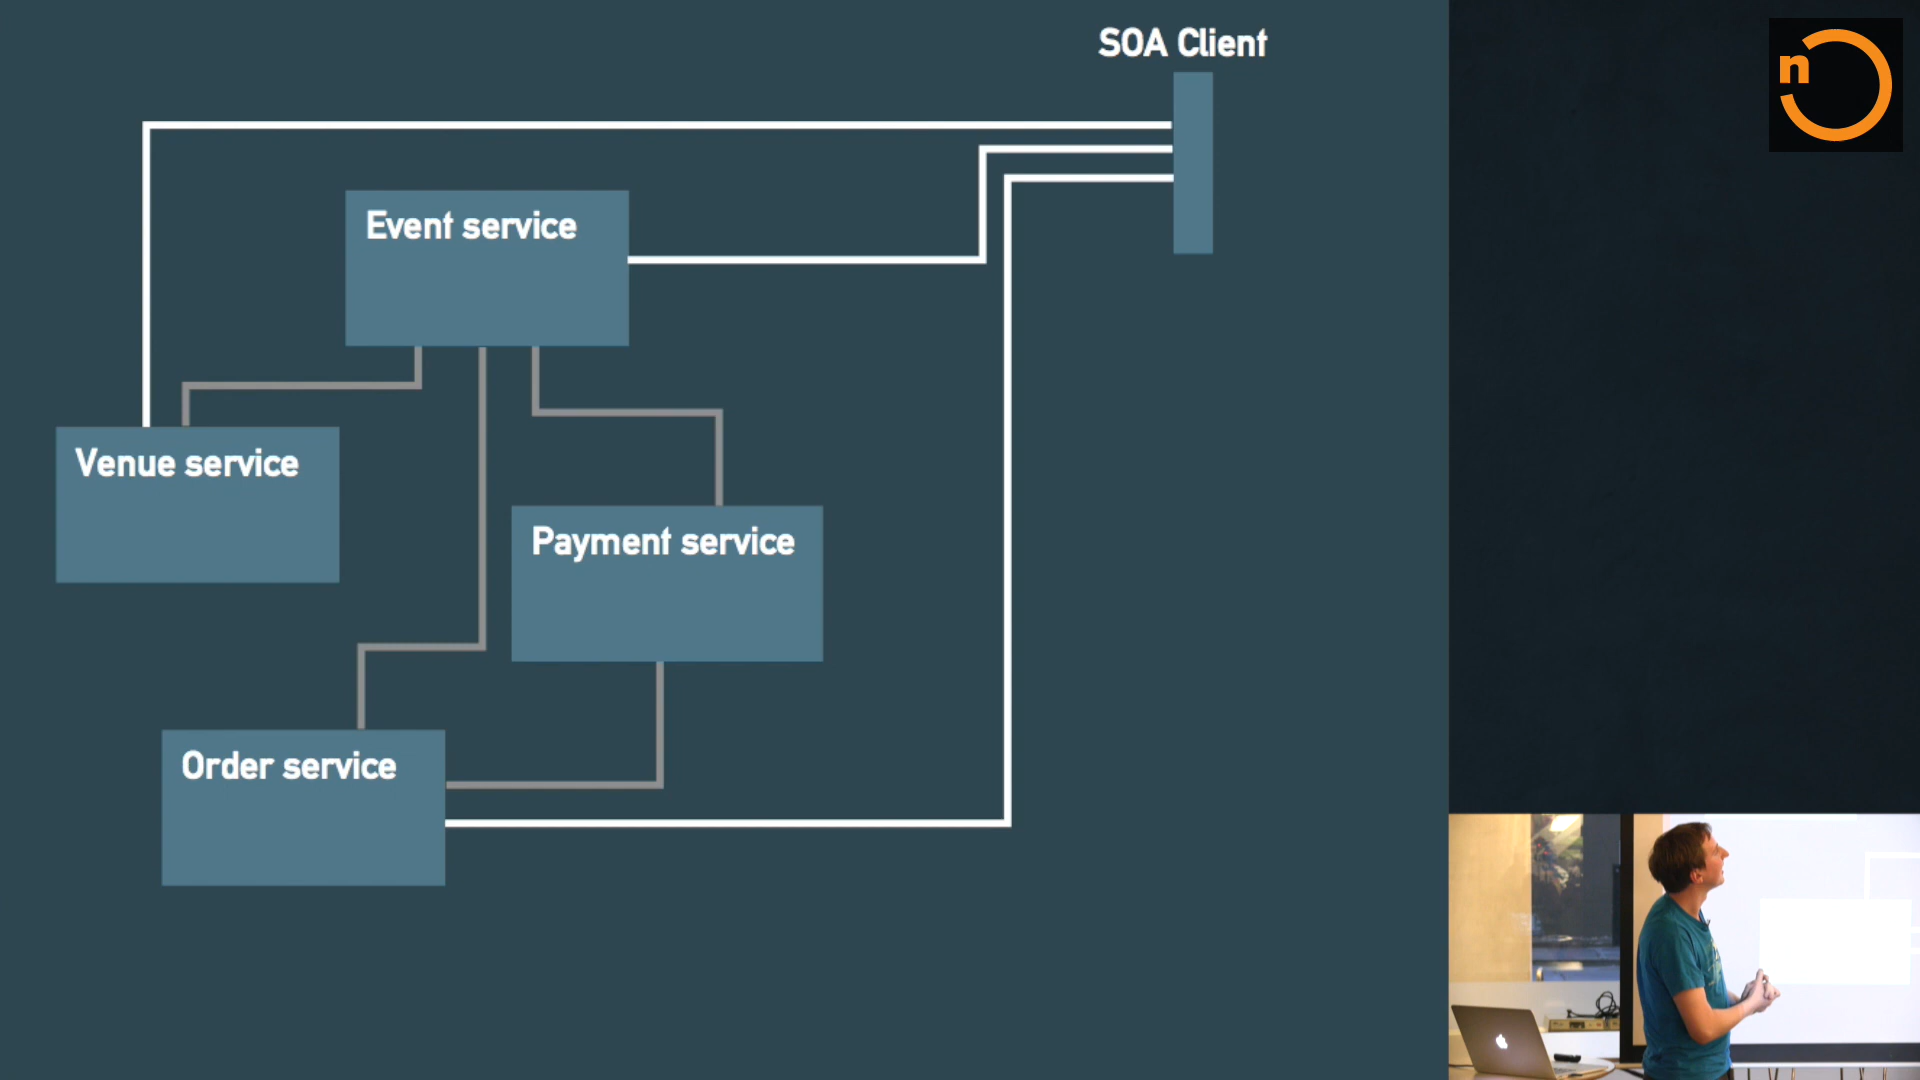 SOA Client
n
Event service
Venue service
Payment service
Order service